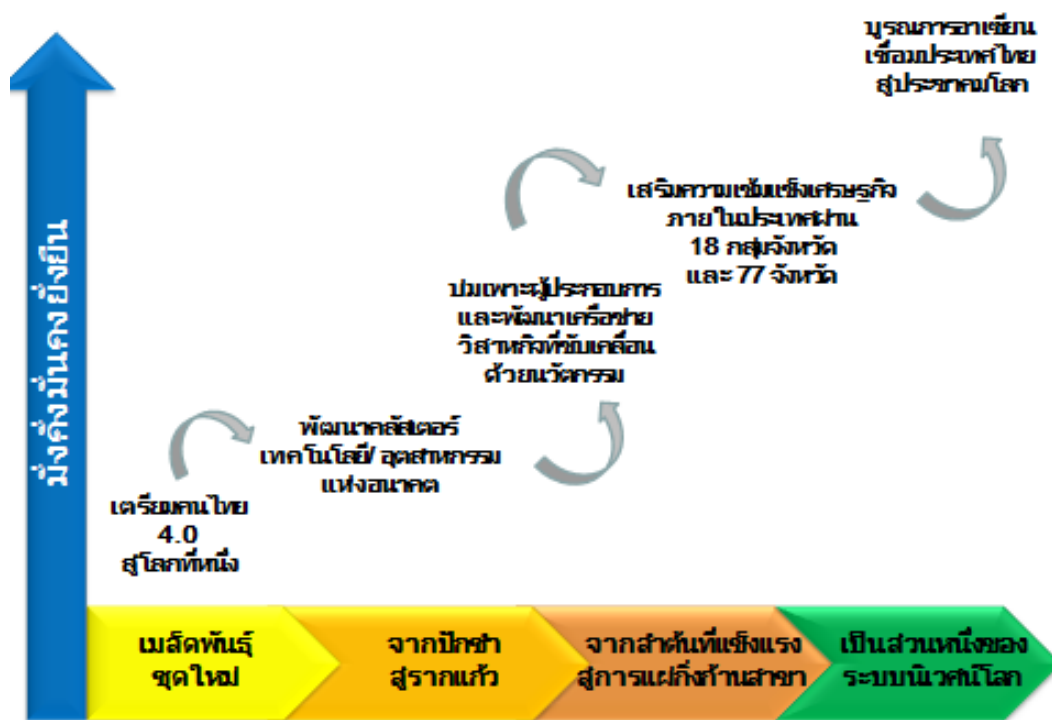 บูรณการอาเซียน
เชื่อมประเทศไทย
สู่ประชาคมโลก
เสริมความเข้มแข็งเศรษฐกิจ
ภายในประเทศผ่าน
18 กลุ่มจังหวัด
และ 77 จังหวัด
บ่มเพาะผู้ประกอบการ
และพัฒนาเครือข่าย
วิสาหกิจที่ขับเคลื่อน
ด้วยนวัตกรรม
พัฒนาคลัสเตอร์
เทคโนโลยี/อุตสาหกรรม
แห่งอนาคต
เตรียมคนไทย
4.0
สู่โลกที่หนึ่ง
มั่งคั่ง มั่นคง ยั่งยืน
เมล็ดพันธุ์
ชุดใหม่
จากปักชำ
สู่รากแก้ว
จากลำต้นที่แข็งแรง
สู่การแผ่กิ่งก้านสาขา
เป็นส่วนหนึ่งของ
ระบบนิเวศน์โลก